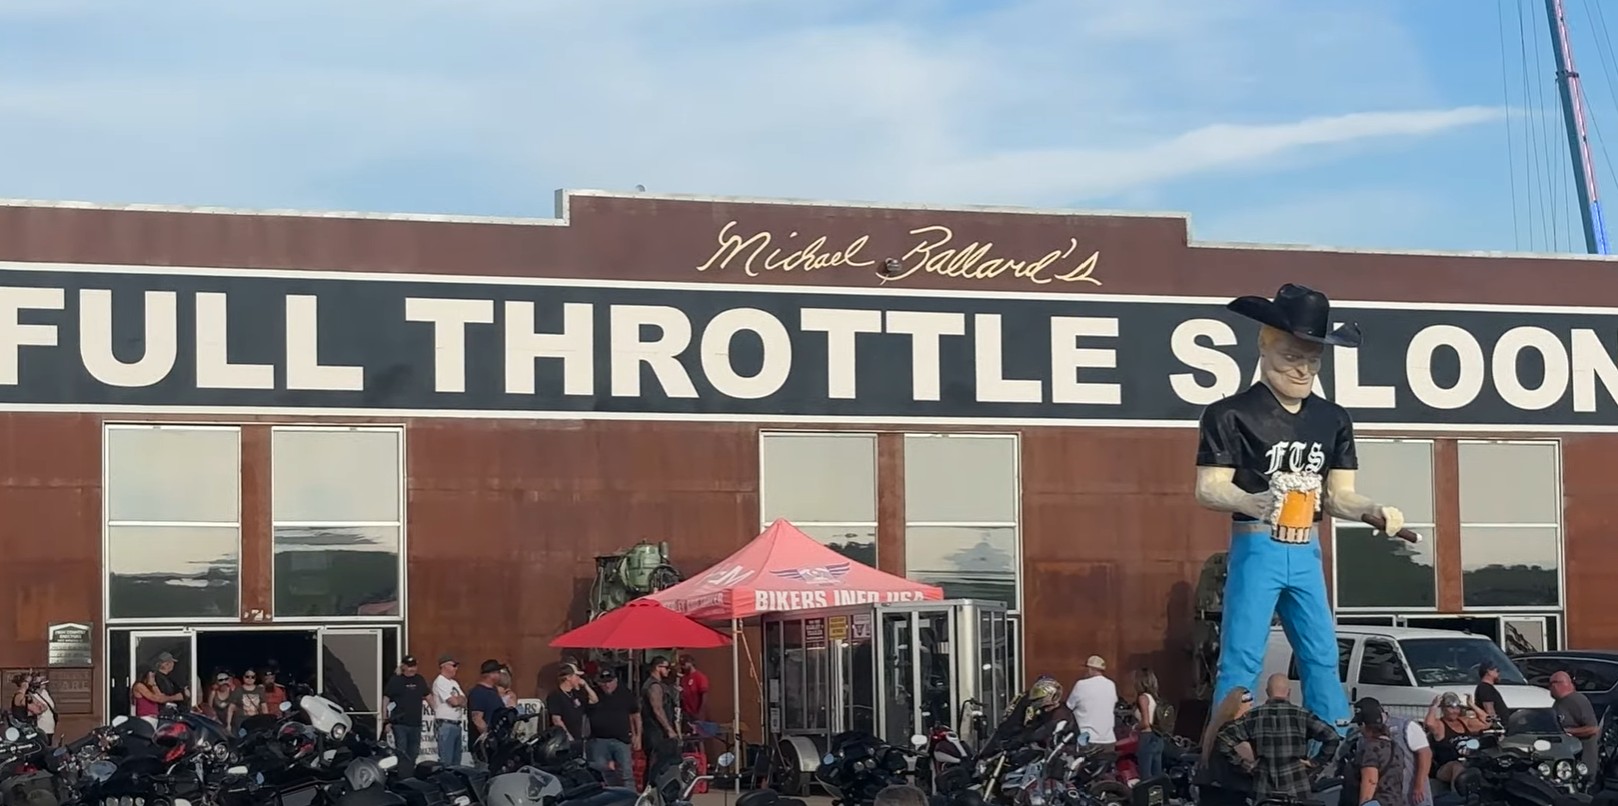 Michael Ballard's
FULL THROTTLE SALOON
FTS
BIKERS INFO USA